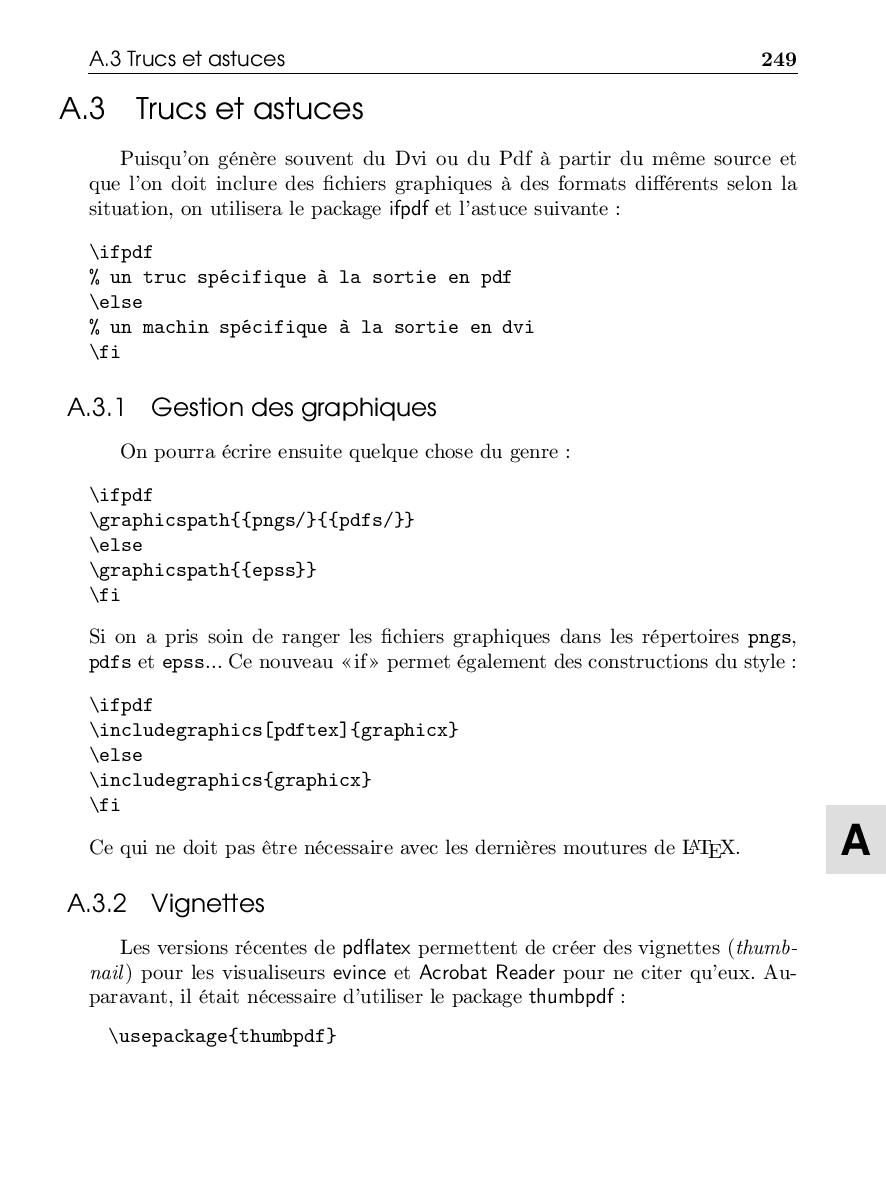 A.3 Trucs et astuces 249
A.3 Trucs et astuces
Puisqu'on génère souvent du Dvi ou du Pdf à partir du même source et
que l'on doit inclure des fichiers graphiques à des formats différents selon la
situation, on utilisera le package ifpdf et l'astuce suivante :
\ifpdf
% un truc spécifique à la sortie en pdf
\else
% un machin spécifique à la sortie en dvi
\fi
A.3.1 Gestion des graphiques
On pourra écrire ensuite quelque chose du genre :
\ifpdf
\graphicspath{{pngs/}{{pdfs/}}
\else
\graphicspath{{epss}}
\fi
Si on a pris soin de ranger les fichiers graphiques dans les répertoires pngs,
pdfs et epss... Ce nouveau «if» permet également des constructions du style :
\ifpdf
\includegraphics[pdftex]{graphicx}
\else
\includegraphics{graphicx}
\fi
Ce qui ne doit pas être nécessaire avec les dernières moutures de LATEX.
A
A.3.2 Vignettes
Les versions récentes de pdflatex permettent de créer des vignettes (thumb-
nail) pour les visualiseurs evince et Acrobat Reader pour ne citer qu'eux. Au-
paravant, il était nécessaire d'utiliser le package thumbpdf :
\usepackage{thumbpdf}